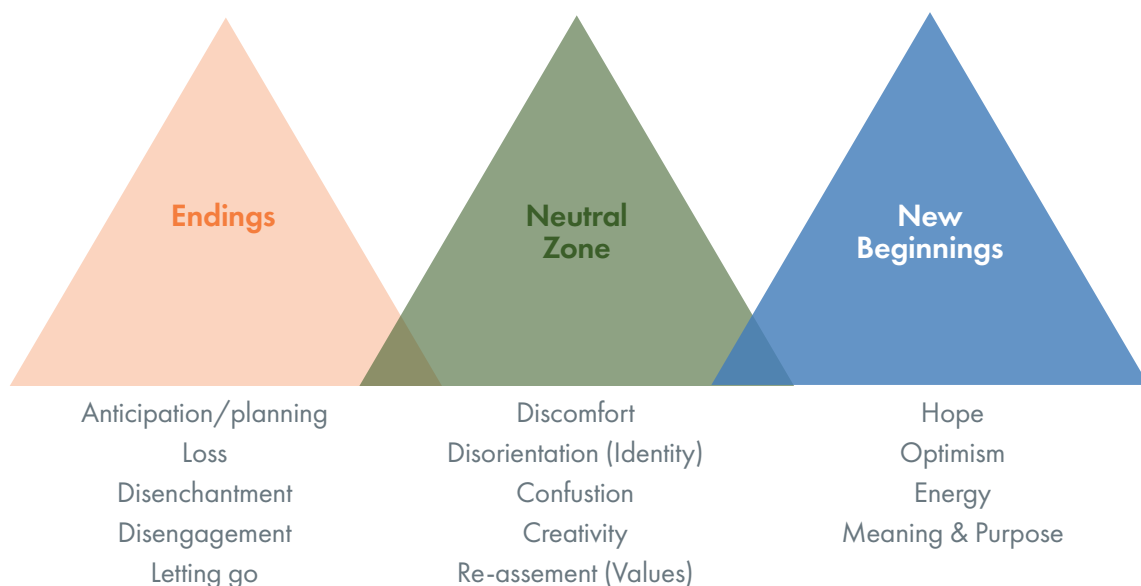 Endings
Neutral
Zone
New
Beginnings
Anticipation/planning
Loss
Disenchantment
Disengagement
Letting go
Discomfort
Disorientation (Identity)
Confustion
Creativity
Re-assement (Values)
Hope
Optimism
Energy
Meaning & Purpose